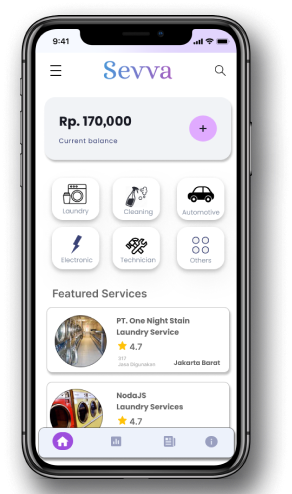 9:41
Sevva
Rp. 170,000
Current balance
+
Laundry
Cleaning
Automotive
Electronic
Technician
Others
Featured Services
PT. One Night Stain
Laundry Service
4.7
517
Jasa Digunakan
Jakarta Barat
NodaJS
Laundry Services
4.7